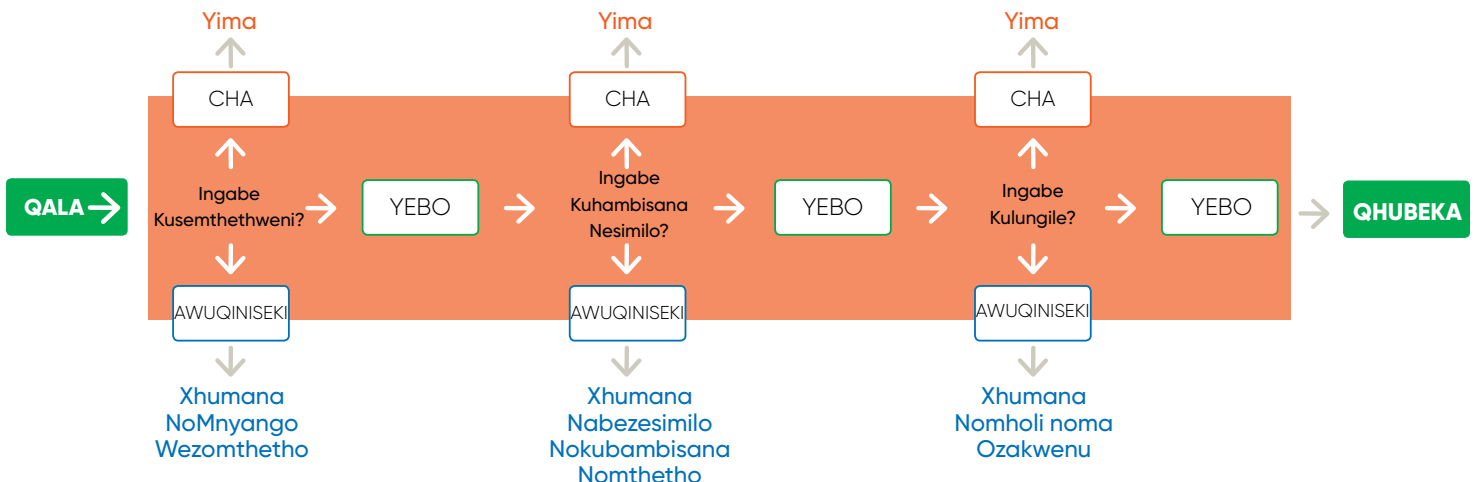 Yima
Yima
Yima
CHA
CHA
CHA
QALA
Ingabe
Kusemthethweni?
YEBO
Ingabe
Kuhambisana
Nesimilo?
YEBO
Ingabe
Kulungile?
YEBO
QHUBEKA
AWUQINISEKI
AWUQINISEKI
AWUQINISEKI
Xhumana
NoMnyango
Wezomthetho
Xhumana
Nabezesimilo
Nokubambisana
Nomthetho
Xhumana
Nomholi noma
Ozakwenu